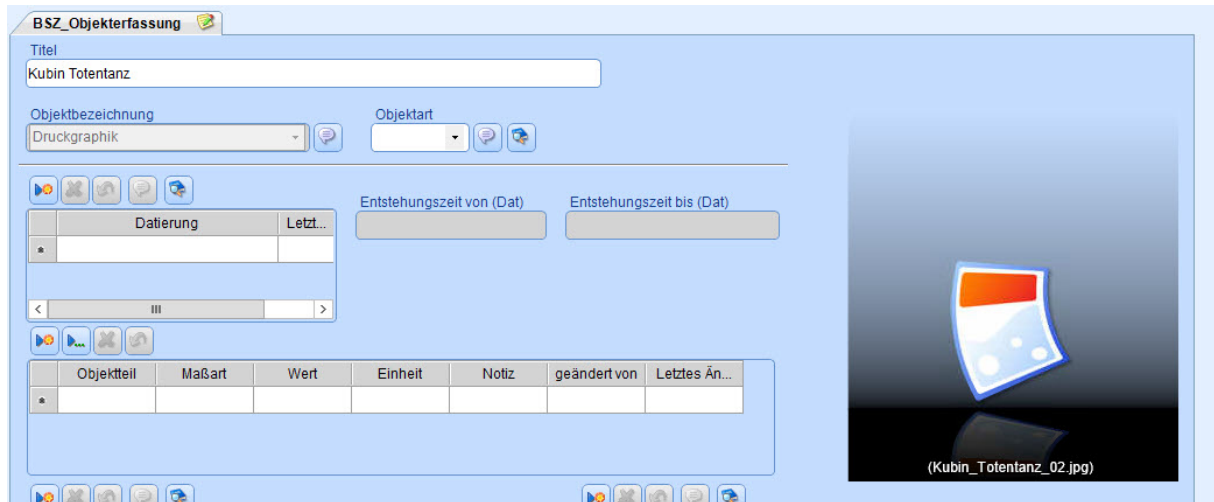 BSZ_Objekterfassung
Titel
Kubin Totentanz
Objektbezeichnung Objektart
Druckgraphik
Entstehungszeit von (Dat) Entstehungszeit bis (Dat)
Datierung Letzt...
*
Objektteil Maßart Wert Einheit Notiz geändert von Letztes Än...
*
(Kubin_Totentanz_02.jpg)